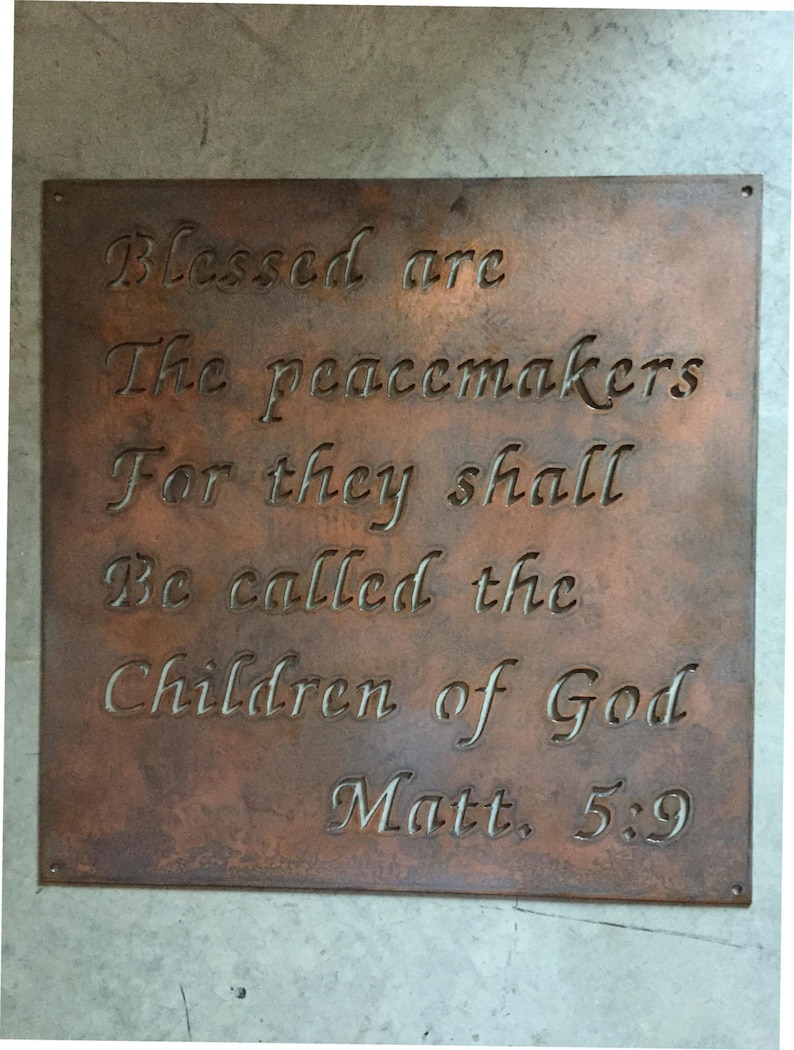 Blessed are
The peacemakers
For they shall
Be called the
Children of God
Matt. 5:9